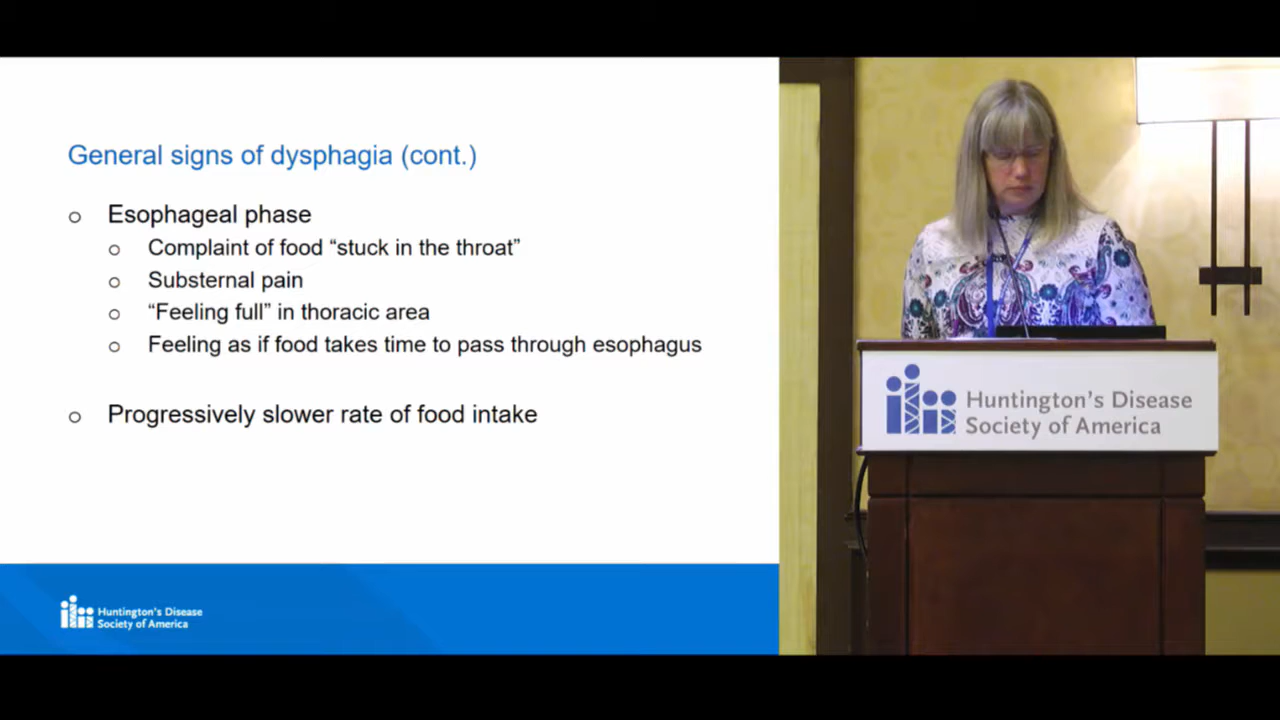 General signs of dysphagia (cont.)
o Esophageal phase
o Complaint of food “stuck in the throat”
o Substernal pain
o “Feeling full” in thoracic area
o Feeling as if food takes time to pass through esophagus
o Progressively slower rate of food intake
Huntington’s Disease
Society of America
Huntington’s Disease
Society of America